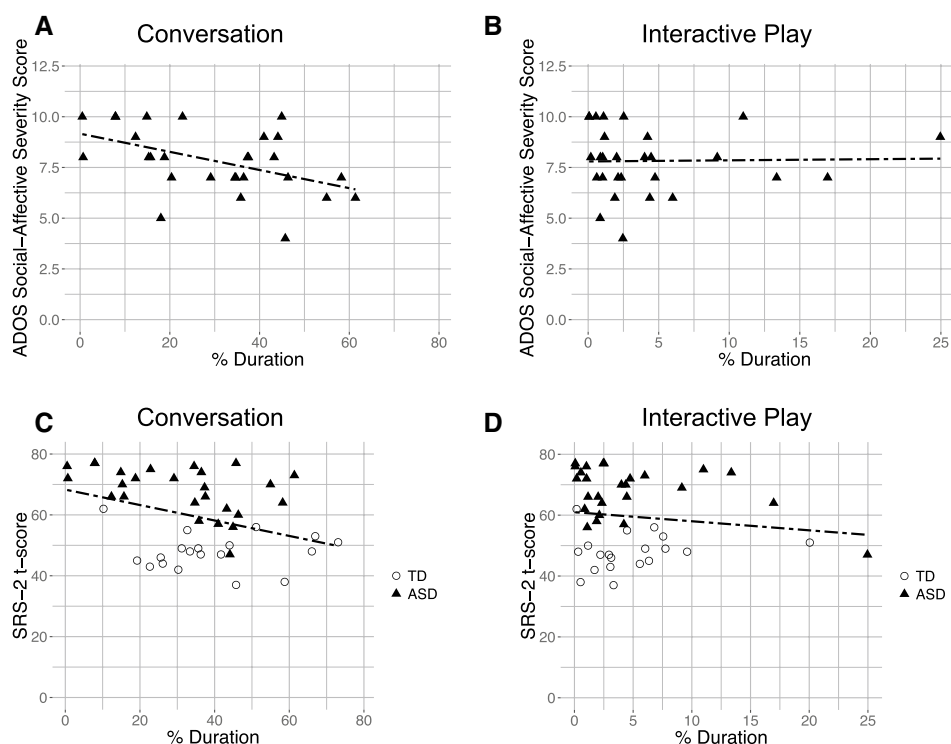 A
Conversation
ADOS Social−Affective Severity Score
12.5
10.0
7.5
5.0
2.5
0.0
0 20 40 60 80
% Duration
B
Interactive Play
ADOS Social−Affective Severity Score
12.5
10.0
7.5
5.0
2.5
0.0
0 5 10 15 20 25
% Duration
C
Conversation
SRS−2 t−score
80
60
40
20
0
0 20 40 60 80
% Duration
TD
ASD
D
Interactive Play
SRS−2 t−score
80
60
40
20
0
0 5 10 15 20 25
% Duration
TD
ASD